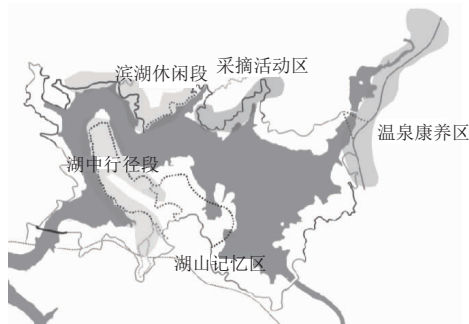 滨湖休闲段
采摘活动区
温泉康养区
湖中行径段
湖山记忆区